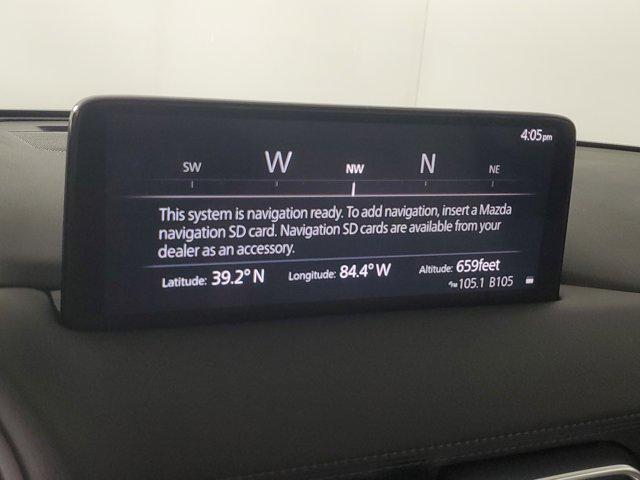 4:05pm
SW W NW N NE
This system is navigation ready. To add navigation, insert a Mazda
navigation SD card. Navigation SD cards are available from your
dealer as an accessory.
Latitude: 39.2° N Longitude: 84.4° W Altitude: 659feet
FM 105.1 B105